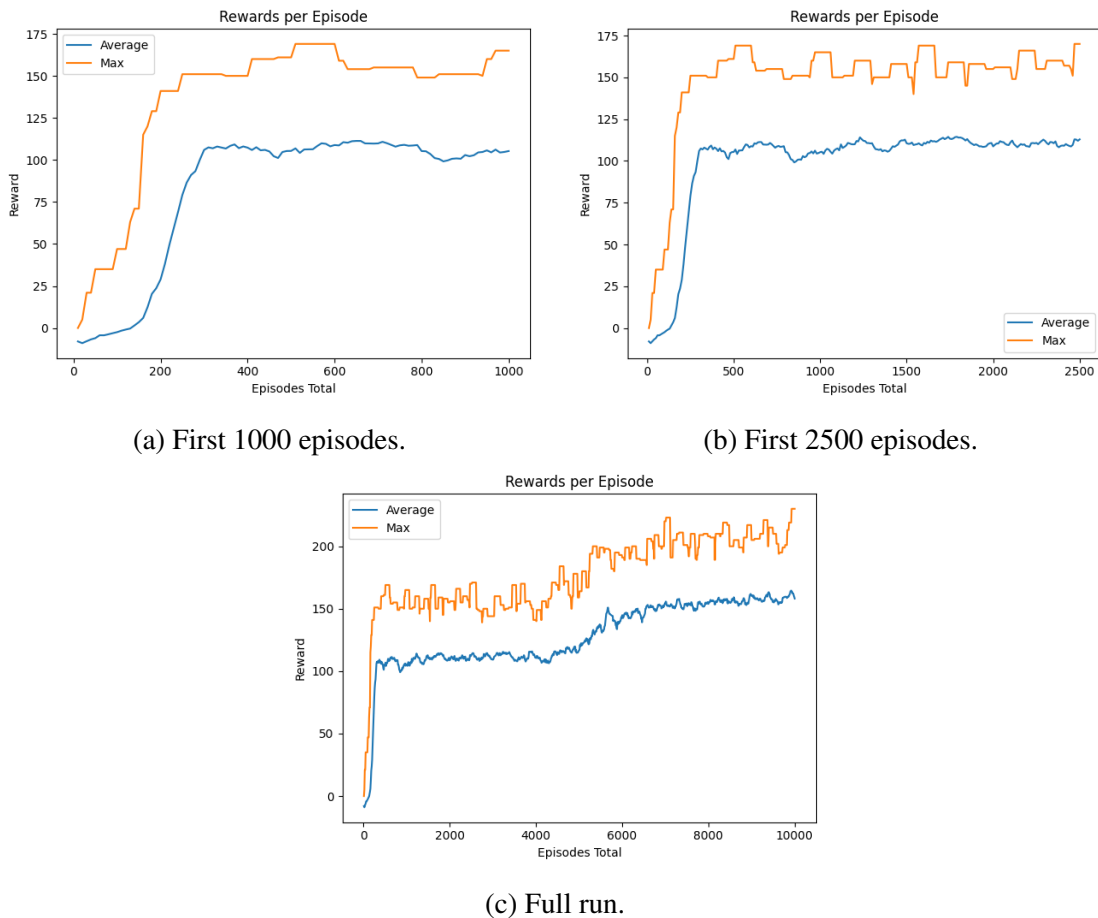 Rewards per Episode
175
150
125
100
75
50
25
0
Reward
Average
Max
0
200
400
600
800
1000
Episodes Total
(a) First 1000 episodes.
Rewards per Episode
175
150
125
100
75
50
25
0
Reward
Average
Max
0
500
1000
1500
2000
2500
Episodes Total
(b) First 2500 episodes.
Rewards per Episode
200
150
100
50
0
Reward
Average
Max
0
2000
4000
6000
8000
10000
Episodes Total
(c) Full run.